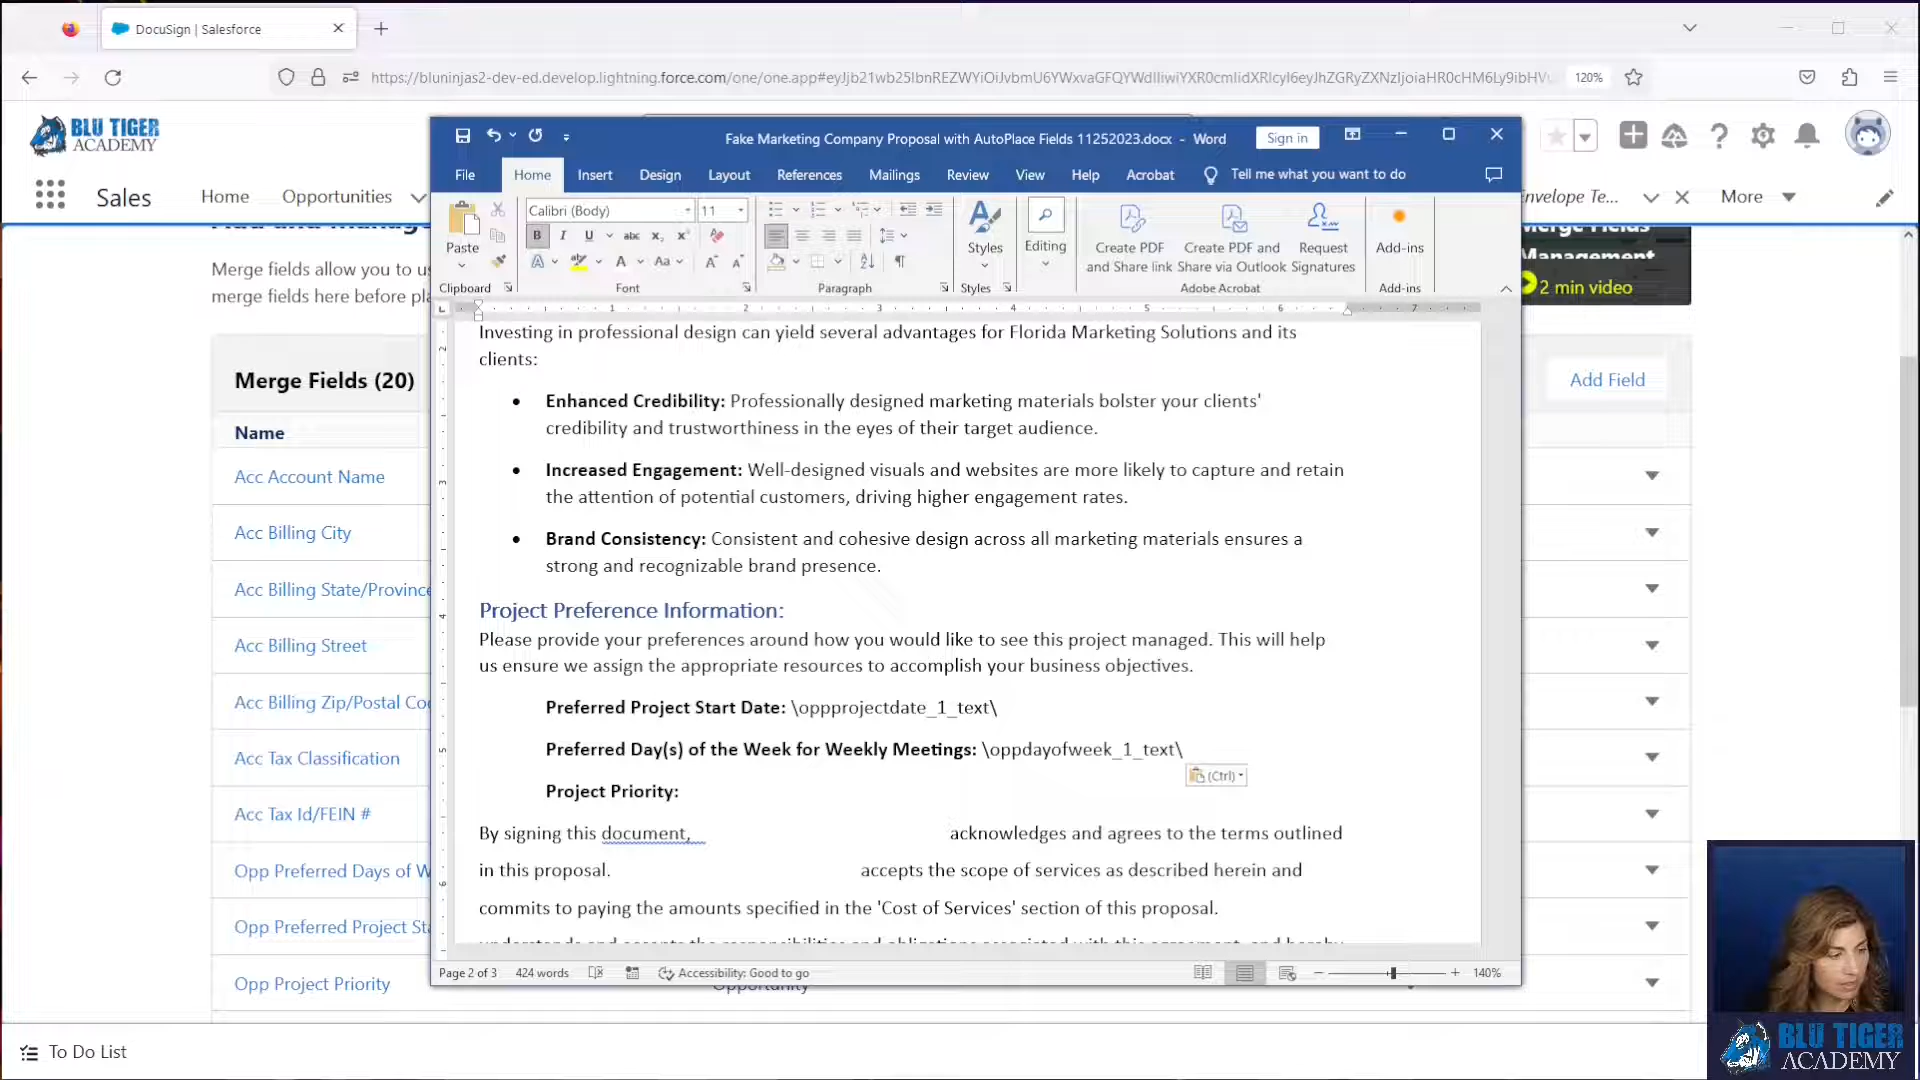 DocuSign | Salesforce
https://bluninjas2-dev-ed.develop.lightning.force.com/one/one.app#
120%
BLU TIGER
ACADEMY
Fake Marketing Company Proposal with AutoPlace Fields 11252023.docx - Word
Sign in
File
Home
Insert
Design
Layout
References
Mailings
Review
View
Help
Acrobat
Tell me what you want to do
Sales
Home
Opportunities
nvelope Te...
More
Paste
Clipboard
Calibri (Body)
11
Font
Paragraph
Styles
Styles
Editing
Create PDF
and Share link
Create PDF and
Share via Outlook
Request
Signatures
Adobe Acrobat
Add-ins
Add-ins
Merge fields allow you to us
merge fields here before pla
Merge Fields
Management
2 min video
Merge Fields (20)
Add Field
Name
Acc Account Name
Acc Billing City
Acc Billing State/Province
Acc Billing Street
Acc Billing Zip/Postal Co
Acc Tax Classification
Acc Tax Id/FEIN #
Opp Preferred Days of W
Opp Preferred Project Sta
Opp Project Priority
Opportunity
Investing in professional design can yield several advantages for Florida Marketing Solutions and its
clients:
• Enhanced Credibility: Professionally designed marketing materials bolster your clients'
credibility and trustworthiness in the eyes of their target audience.
• Increased Engagement: Well-designed visuals and websites are more likely to capture and retain
the attention of potential customers, driving higher engagement rates.
• Brand Consistency: Consistent and cohesive design across all marketing materials ensures a
strong and recognizable brand presence.
Project Preference Information:
Please provide your preferences around how you would like to see this project managed. This will help
us ensure we assign the appropriate resources to accomplish your business objectives.
Preferred Project Start Date: \oppprojectdate_1_text\
Preferred Day(s) of the Week for Weekly Meetings: \oppdayofweek_1_text\
(Ctrl)
Project Priority:
By signing this document, acknowledges and agrees to the terms outlined
in this proposal. accepts the scope of services as described herein and
commits to paying the amounts specified in the 'Cost of Services' section of this proposal.
understands and accepts the responsibilities and obligations associated with this agreement, and hereby
Page 2 of 3
424 words
Accessibility: Good to go
140%
To Do List
BLU TIGER
ACADEMY